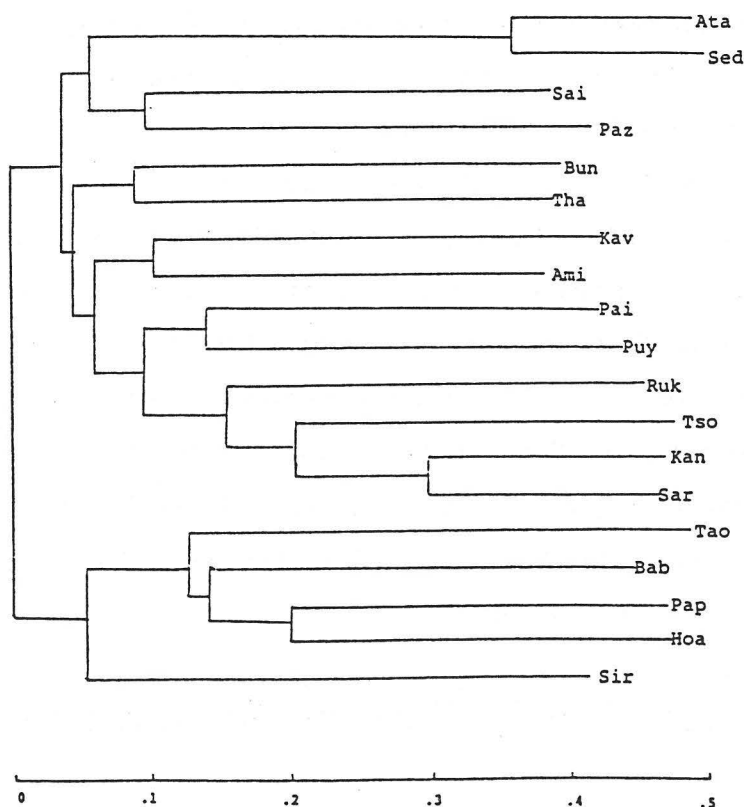 Ata
Sed
Sai
Paz
Bun
Tha
Kav
Ami
Pai
Puy
Ruk
Tso
Kan
Sar
Tao
Bab
Pap
Hoa
Sir
0 .1 .2 .3 .4 .5